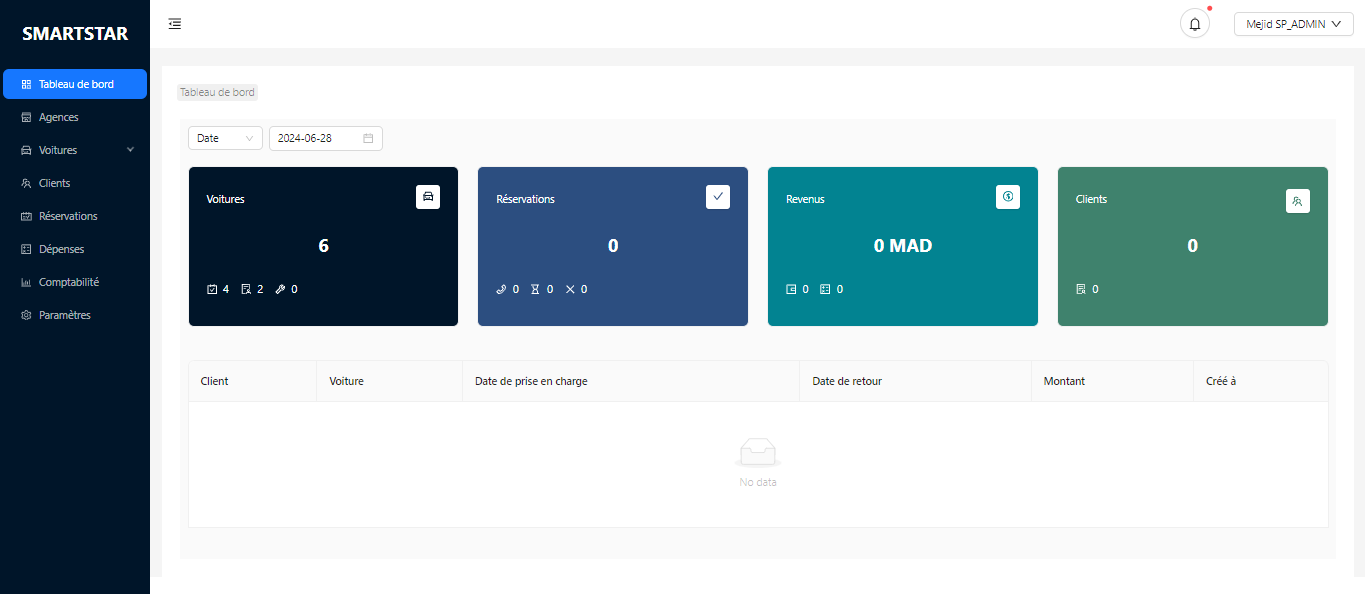 SMARTSTAR
Mejid SP_ADMIN
Tableau de bord
Agences
Voitures
Clients
Réservations
Dépenses
Comptabilité
Paramètres
Tableau de bord
Date 2024-06-28
Voitures
6
4 2 0
Réservations
0
0 0 0
Revenus
0 MAD
0 0
Clients
0
0
Client Voiture Date de prise en charge Date de retour Montant Créé à
No data